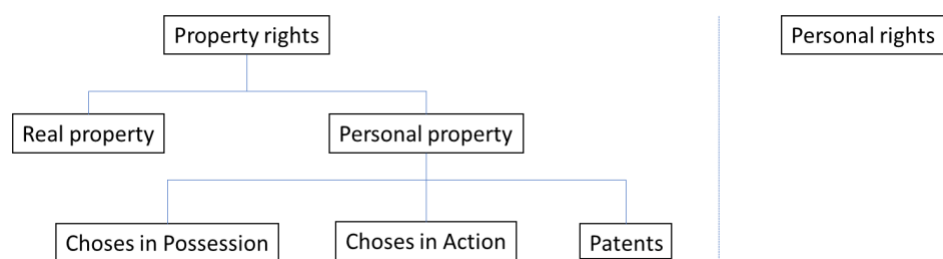 Property rights
Personal rights
Real property
Personal property
Choses in Possession
Choses in Action
Patents